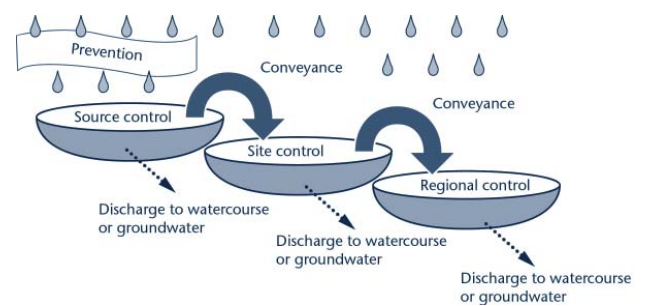 Prevention
Conveyance
Conveyance
Source control
Site control
Regional control
Discharge to watercourse
or groundwater
Discharge to watercourse
or groundwater
Discharge to watercourse
or groundwater